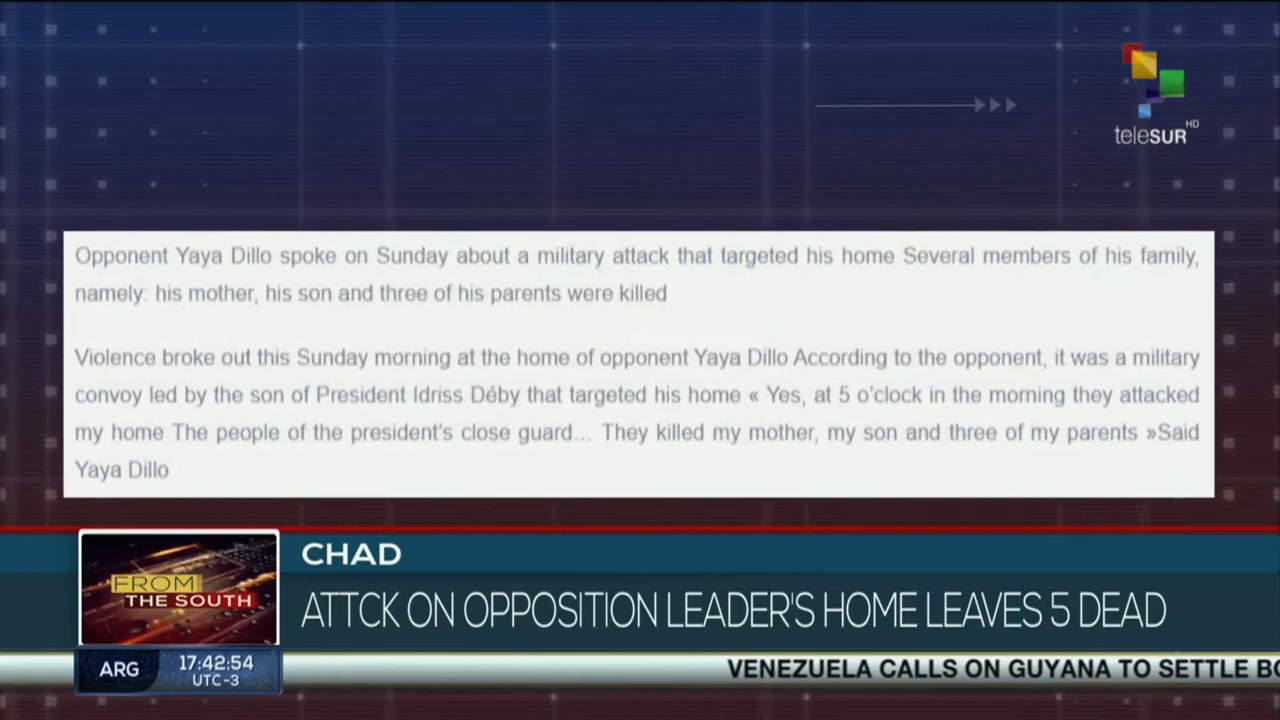 teleSUR HD
Opponent Yaya Dillo spoke on Sunday about a military attack that targeted his home Several members of his family,
namely: his mother, his son and three of his parents were killed
Violence broke out this Sunday morning at the home of opponent Yaya Dillo According to the opponent, it was a military
convoy led by the son of President Idriss Déby that targeted his home « Yes, at 5 o'clock in the morning they attacked
my home The people of the president's close guard... They killed my mother, my son and three of my parents »Said
Yaya Dillo
FROM
THE SOUTH
CHAD
ATTCK ON OPPOSITION LEADER'S HOME LEAVES 5 DEAD
ARG
17:42:54
UTC-3
VENEZUELA CALLS ON GUYANA TO SETTLE BO